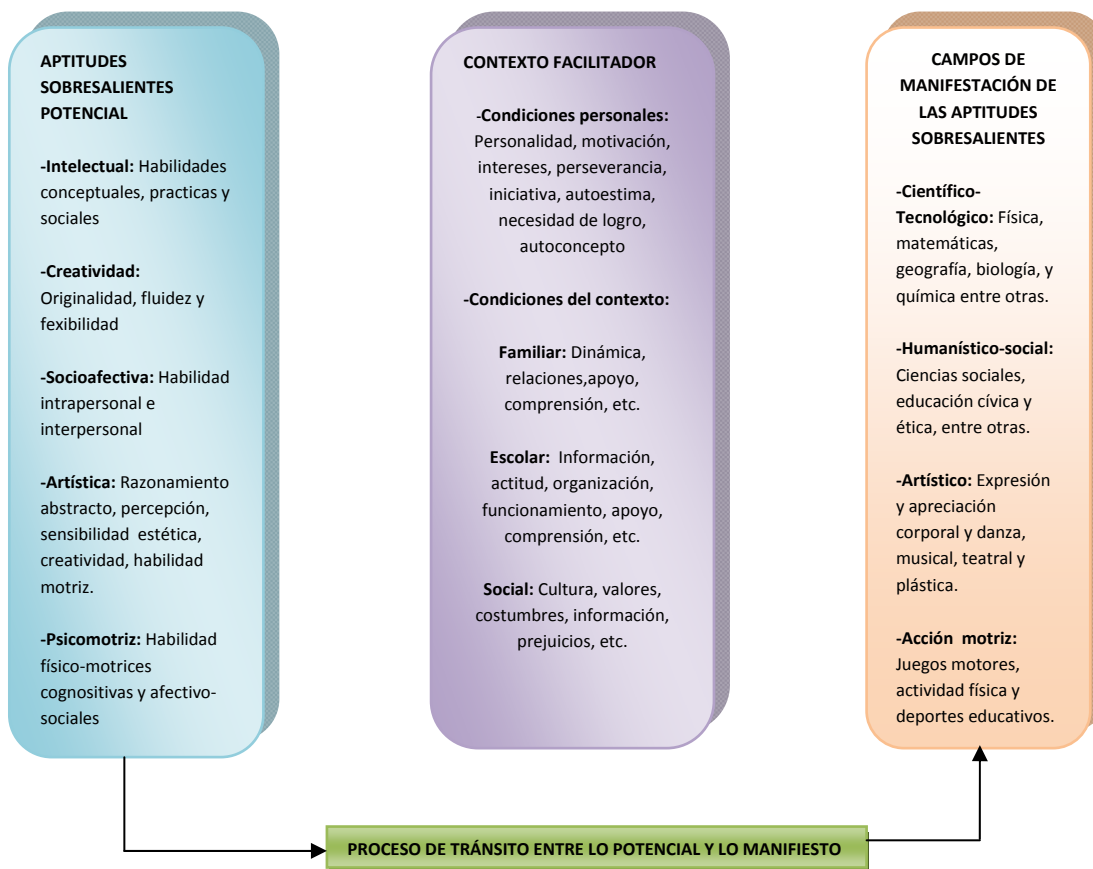 APTITUDES
SOBRESALIENTES
POTENCIAL
-Intelectual: Habilidades
conceptuales, practicas y
sociales
-Creatividad:
Originalidad, fluidez y
fexibilidad
-Socioafectiva: Habilidad
intrapersonal e
interpersonal
-Artística: Razonamiento
abstracto, percepción,
sensibilidad estética,
creatividad, habilidad
motriz.
-Psicomotriz: Habilidad
físico-motrices
cognositivas y afectivo-
sociales
CONTEXTO FACILITADOR
-Condiciones personales:
Personalidad, motivación,
intereses, perseverancia,
iniciativa, autoestima,
necesidad de logro,
autoconcepto
-Condiciones del contexto:
Familiar: Dinámica,
relaciones,apoyo,
comprensión, etc.
Escolar: Información,
actitud, organización,
funcionamiento, apoyo,
comprensión, etc.
Social: Cultura, valores,
costumbres, información,
prejuicios, etc.
CAMPOS DE
MANIFESTACIÓN DE
LAS APTITUDES
SOBRESALIENTES
-Científico-
Tecnológico: Física,
matemáticas,
geografía, biología, y
química entre otras.
-Humanístico-social:
Ciencias sociales,
educación cívica y
ética, entre otras.
-Artístico: Expresión
y apreciación
corporal y danza,
musical, teatral y
plástica.
-Acción motriz:
Juegos motores,
actividad física y
deportes educativos.
PROCESO DE TRÁNSITO ENTRE LO POTENCIAL Y LO MANIFIESTO